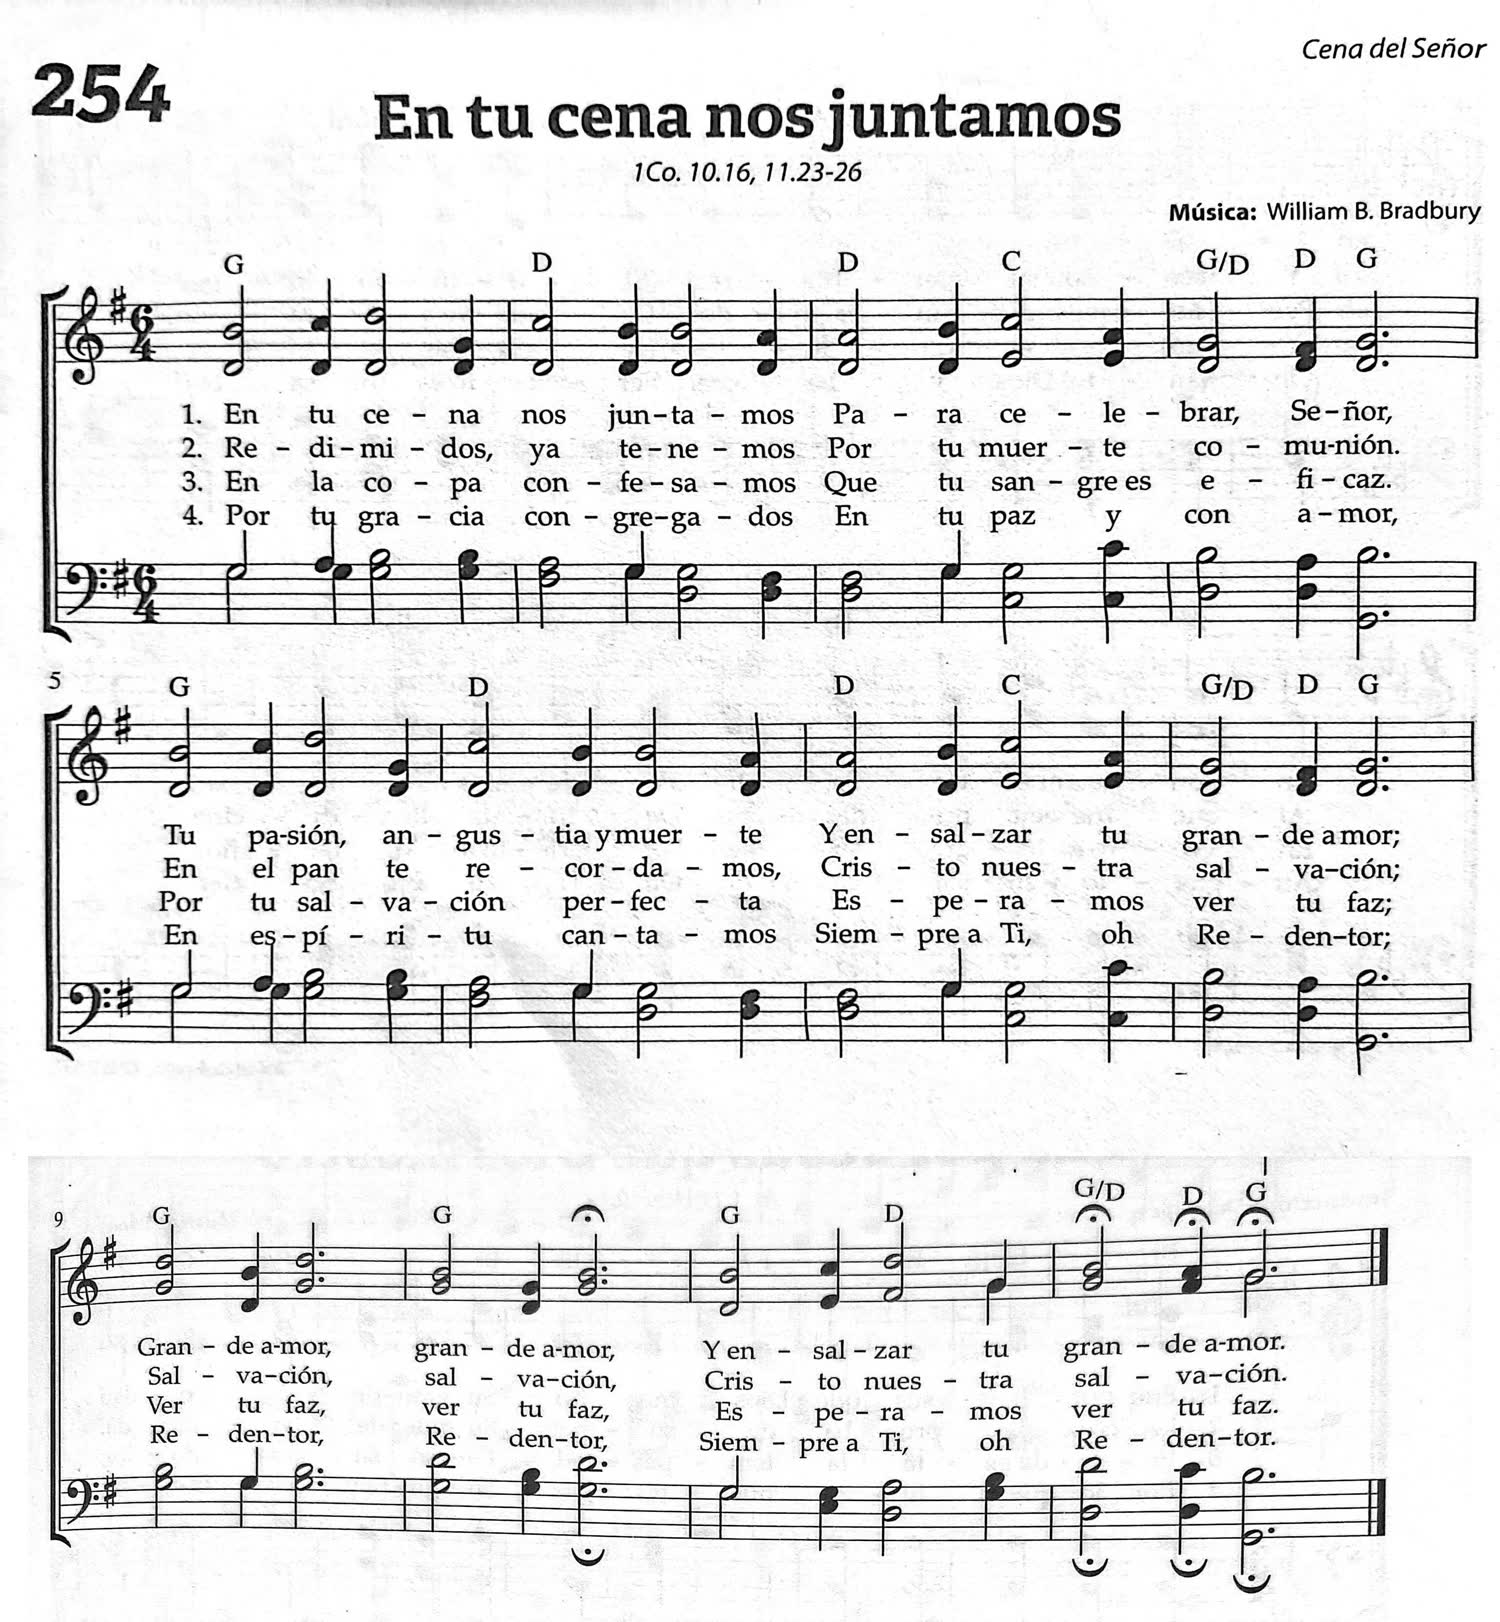 Cena del Señor
254
En tu cena nos juntamos
1Co. 10.16, 11.23-26
Música: William B. Bradbury
G D D C G/D D G
1. En tu ce – na nos jun–ta – mos Pa – ra ce – le – brar, Se–ñor,
2. Re – di–mi – dos, ya te–ne – mos Por tu muer – te co – mu-nión.
3. En la co – pa con – fe–sa – mos Que tu san – gre es e – fi – caz.
4. Por tu gra – cia con – gre–ga – dos En tu paz y con a – mor,
5
G D D C G/D D G
Tu pa-sión, an – gus – tia y muer – te Y en – sal – zar tu gran – de amor;
En el pan te re – cor – da – mos, Cris – to nues – tra sal – va–ción;
Por tu sal – va – ción per – fec – ta Es – pe – ra – mos ver tu faz;
En es – pí – ri – tu can – ta – mos Siem – pre a Ti, oh Re – den–tor;
9
G G G D G/D D G
Gran – de a-mor, gran – de a-mor, Y en – sal – zar tu gran – de a-mor.
Sal – va–ción, sal – va–ción, Cris – to nues – tra sal – va–ción.
Ver tu faz, ver tu faz, Es – pe – ra – mos ver tu faz.
Re – den–tor, Re – den–tor, Siem – pre a Ti, oh Re – den–tor.